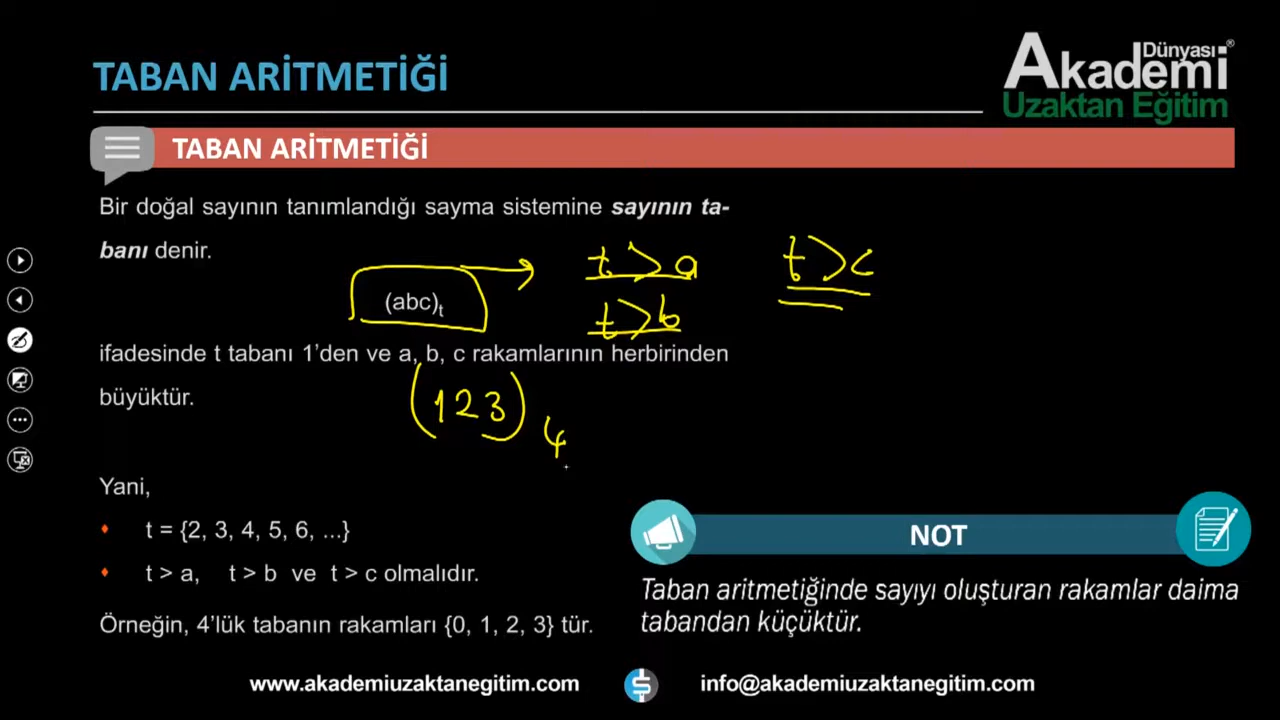 TABAN ARİTMETİĞİ
Dünyası®
Akademi
Uzaktan Eğitim
TABAN ARİTMETİĞİ
Bir doğal sayının tanımlandığı sayma sistemine sayının ta-
banı denir.
t > a
t > c
(abc)t
t > b
ifadesinde t tabanı 1’den ve a, b, c rakamlarının herbirinden
büyüktür.
(123)4
Yani,
t = {2, 3, 4, 5, 6, ...}
t > a, t > b ve t > c olmalıdır.
Örneğin, 4’lük tabanın rakamları {0, 1, 2, 3} tür.
NOT
Taban aritmetiğinde sayıyı oluşturan rakamlar daima
tabandan küçüktür.
www.akademiuzaktanegitim.com
info@akademiuzaktanegitim.com